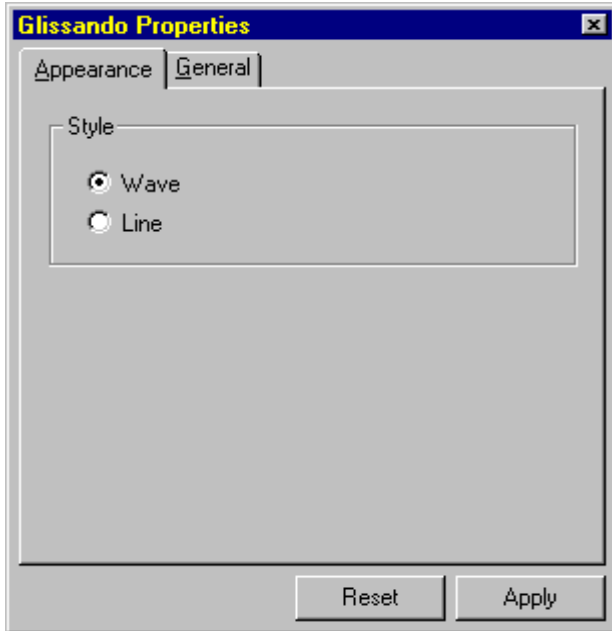 Glissando Properties
Appearance General
Style
Wave
Line
Reset Apply